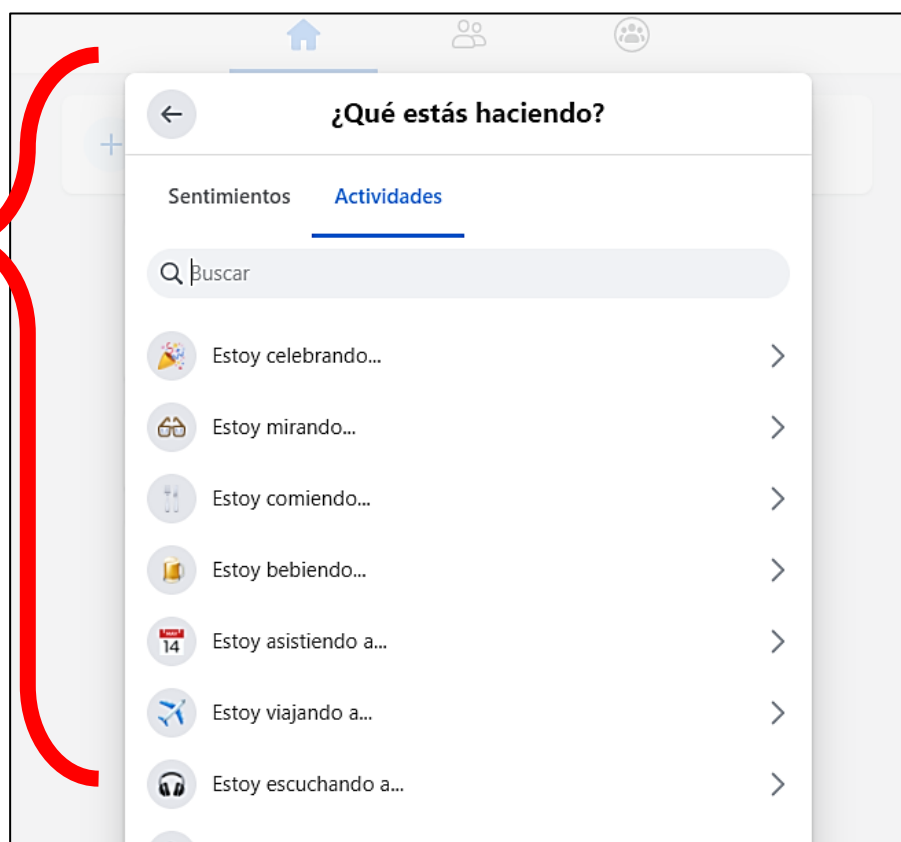 ¿Qué estás haciendo?
Sentimientos Actividades
Buscar
Estoy celebrando...
Estoy mirando...
Estoy comiendo...
Estoy bebiendo...
14 Estoy asistiendo a...
Estoy viajando a...
Estoy escuchando a...